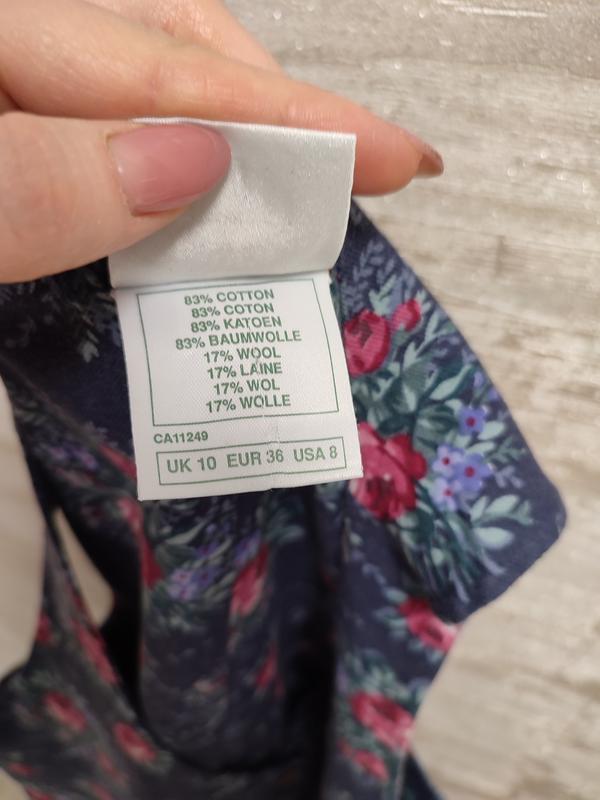 83% COTTON
83% COTON
83% KATOEN
83% BAUMWOLLE
17% WOOL
17% LAINE
17% WOL
17% WOLLE
CA11249
UK 10 EUR 36 USA 8